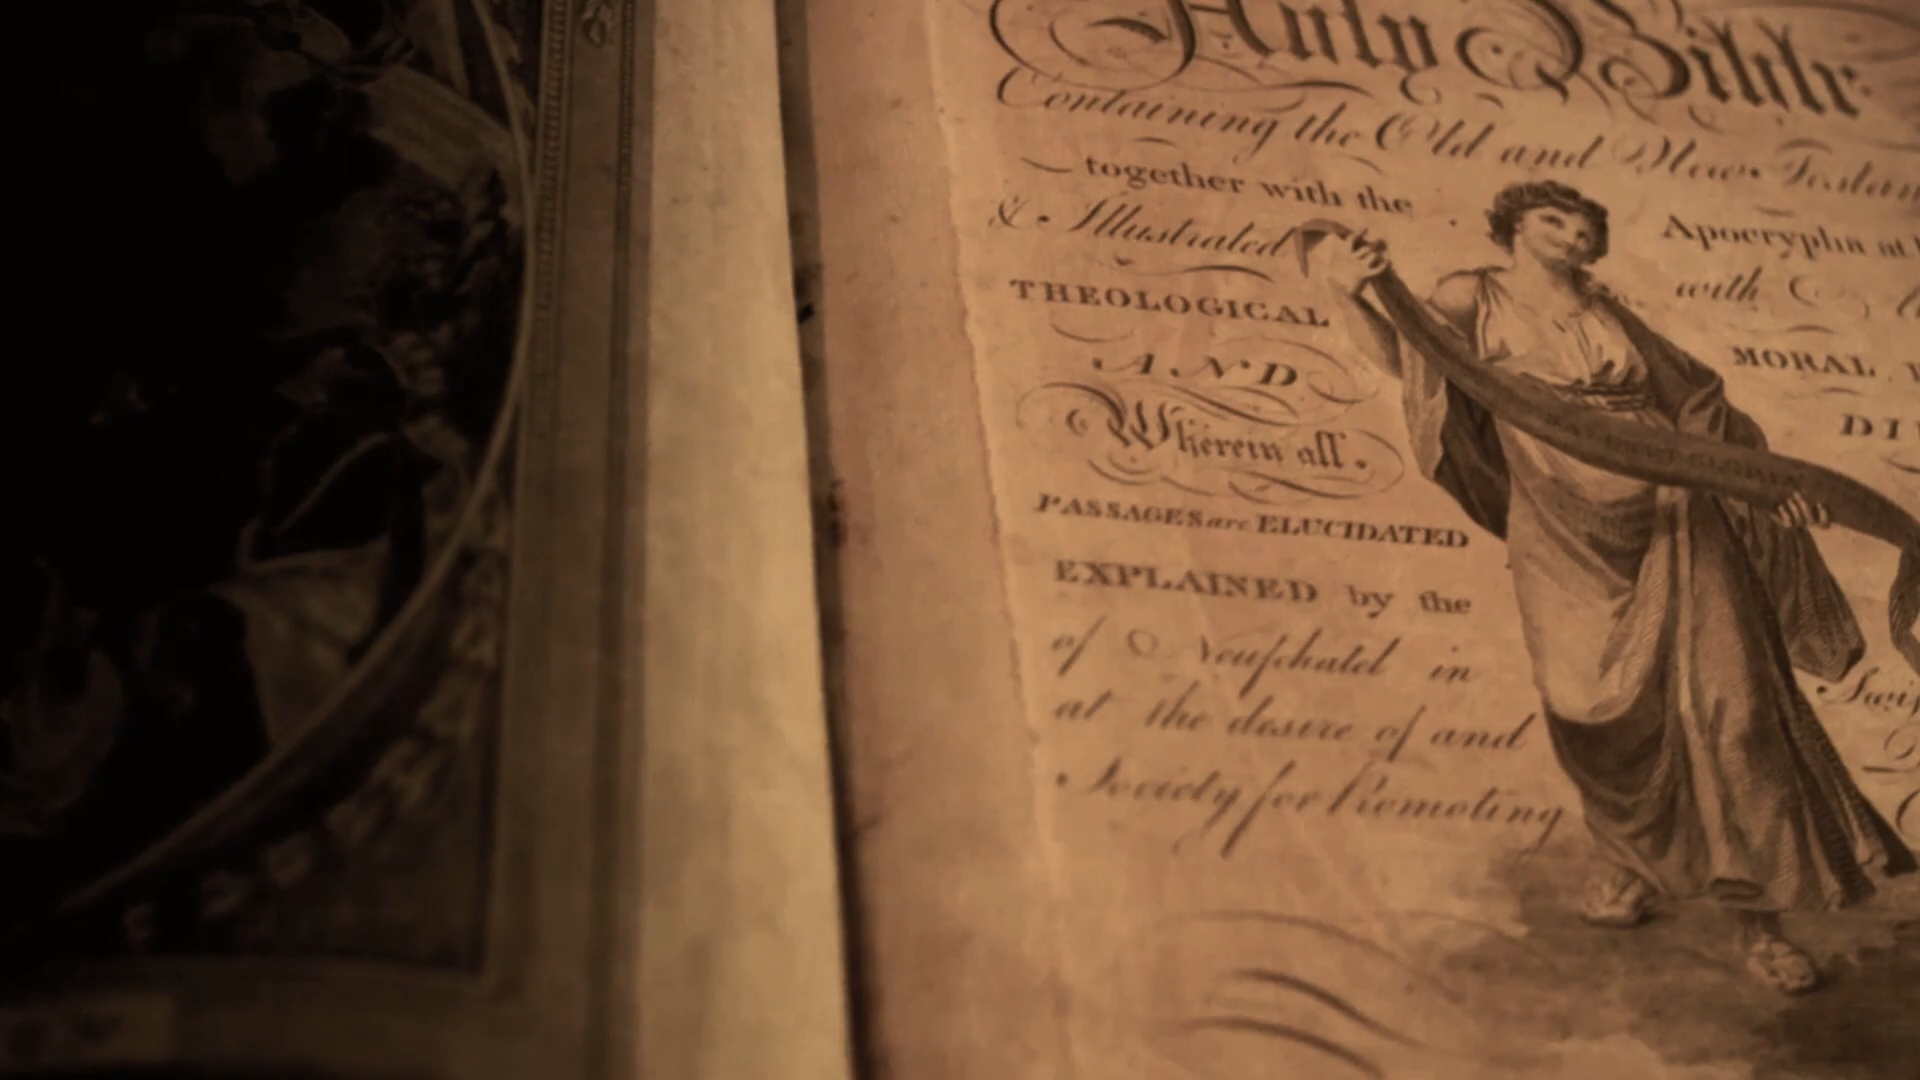 Holy Bible
Containing the Old and New
together with the
Apocrypha at
& Illustrated
with
THEOLOGICAL
MORAL
AND
Wherein all
PASSAGES are ELUCIDATED
EXPLAINED by the
of Neufchatel in
at the desire of and
Society for Promoting